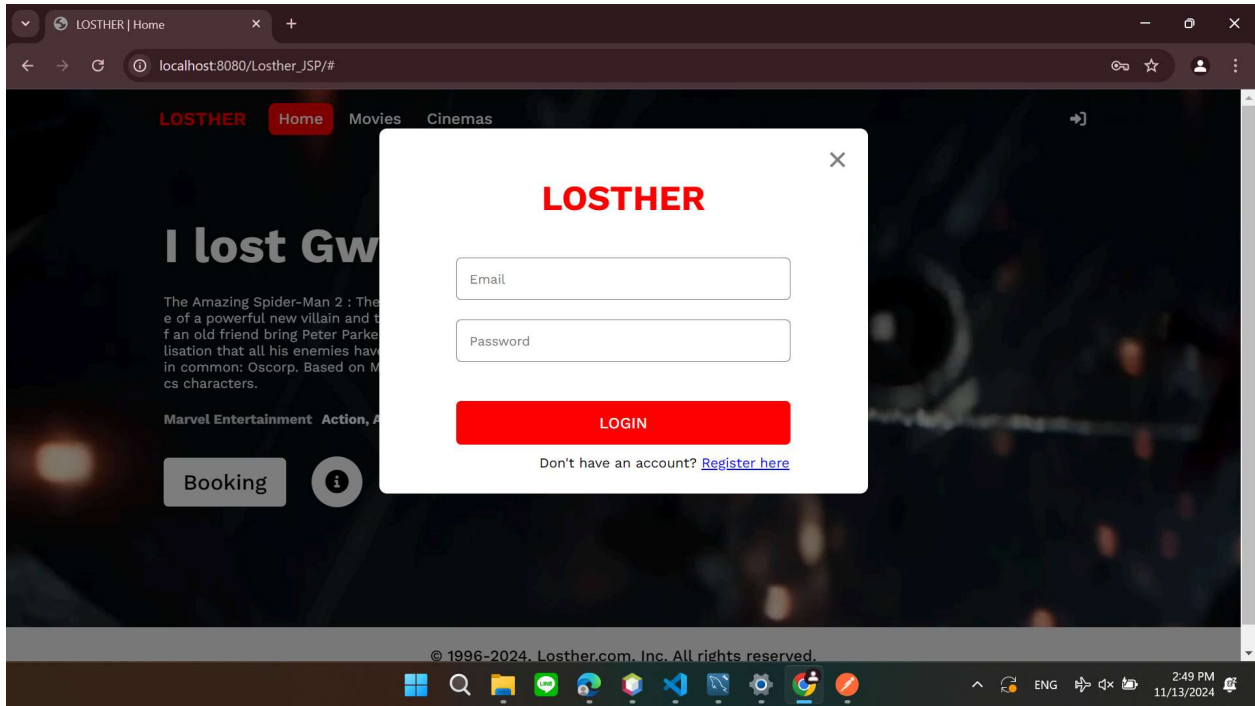 LOSTHER | Home
localhost:8080/Losther_JSP/#
LOSTHER Home Movies Cinemas
I lost Gw
The Amazing Spider-Man 2 : The
e of a powerful new villain and t
f an old friend bring Peter Parke
lisation that all his enemies hav
in common: Oscorp. Based on M
cs characters.
Marvel Entertainment Action, A
Booking
LOSTHER
Email
Password
LOGIN
Don't have an account? Register here
© 1996-2024. Losther.com. Inc. All rights reserved.
ENG
2:49 PM
11/13/2024